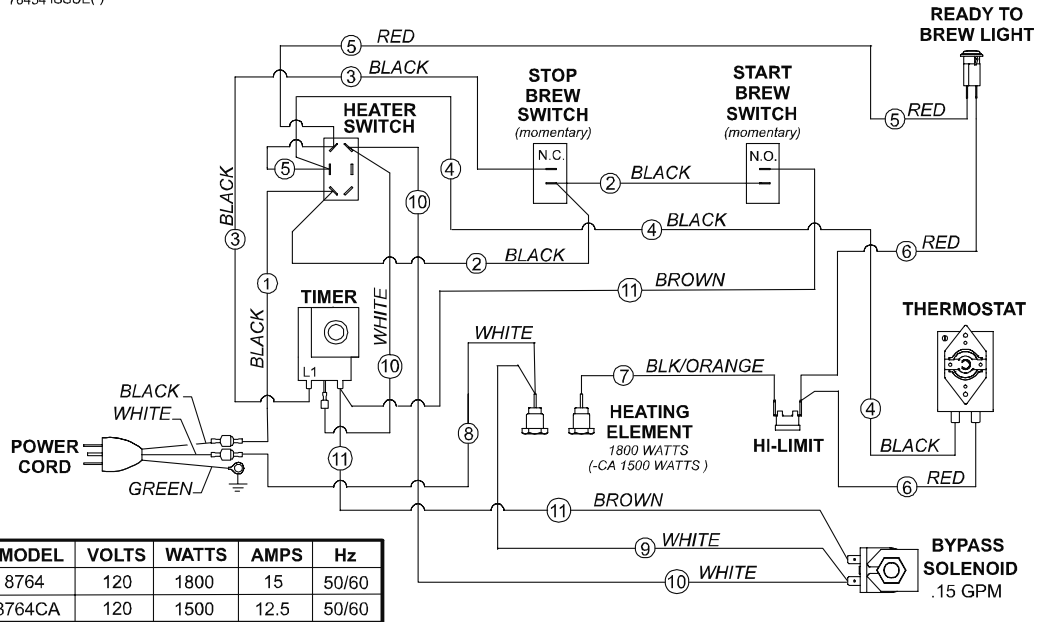 READY TO
BREW LIGHT
5 RED
3 BLACK
STOP
BREW
SWITCH
(momentary)
START
BREW
SWITCH
(momentary)
HEATER
SWITCH
5 RED
N.C.
N.O.
5
4
2 BLACK
10
BLACK
3
4 BLACK
6 RED
2 BLACK
1
BLACK
TIMER
L1
WHITE
10
11 BROWN
THERMOSTAT
WHITE
7 BLK/ORANGE
HEATING
ELEMENT
1800 WATTS
(-CA 1500 WATTS )
HI-LIMIT
4
BLACK
BLACK
WHITE
8
POWER
CORD
GREEN
11
6 RED
11 BROWN
9 WHITE
10 WHITE
BYPASS
SOLENOID
.15 GPM
MODEL VOLTS WATTS AMPS Hz
8764 120 1800 15 50/60
8764CA 120 1500 12.5 50/60